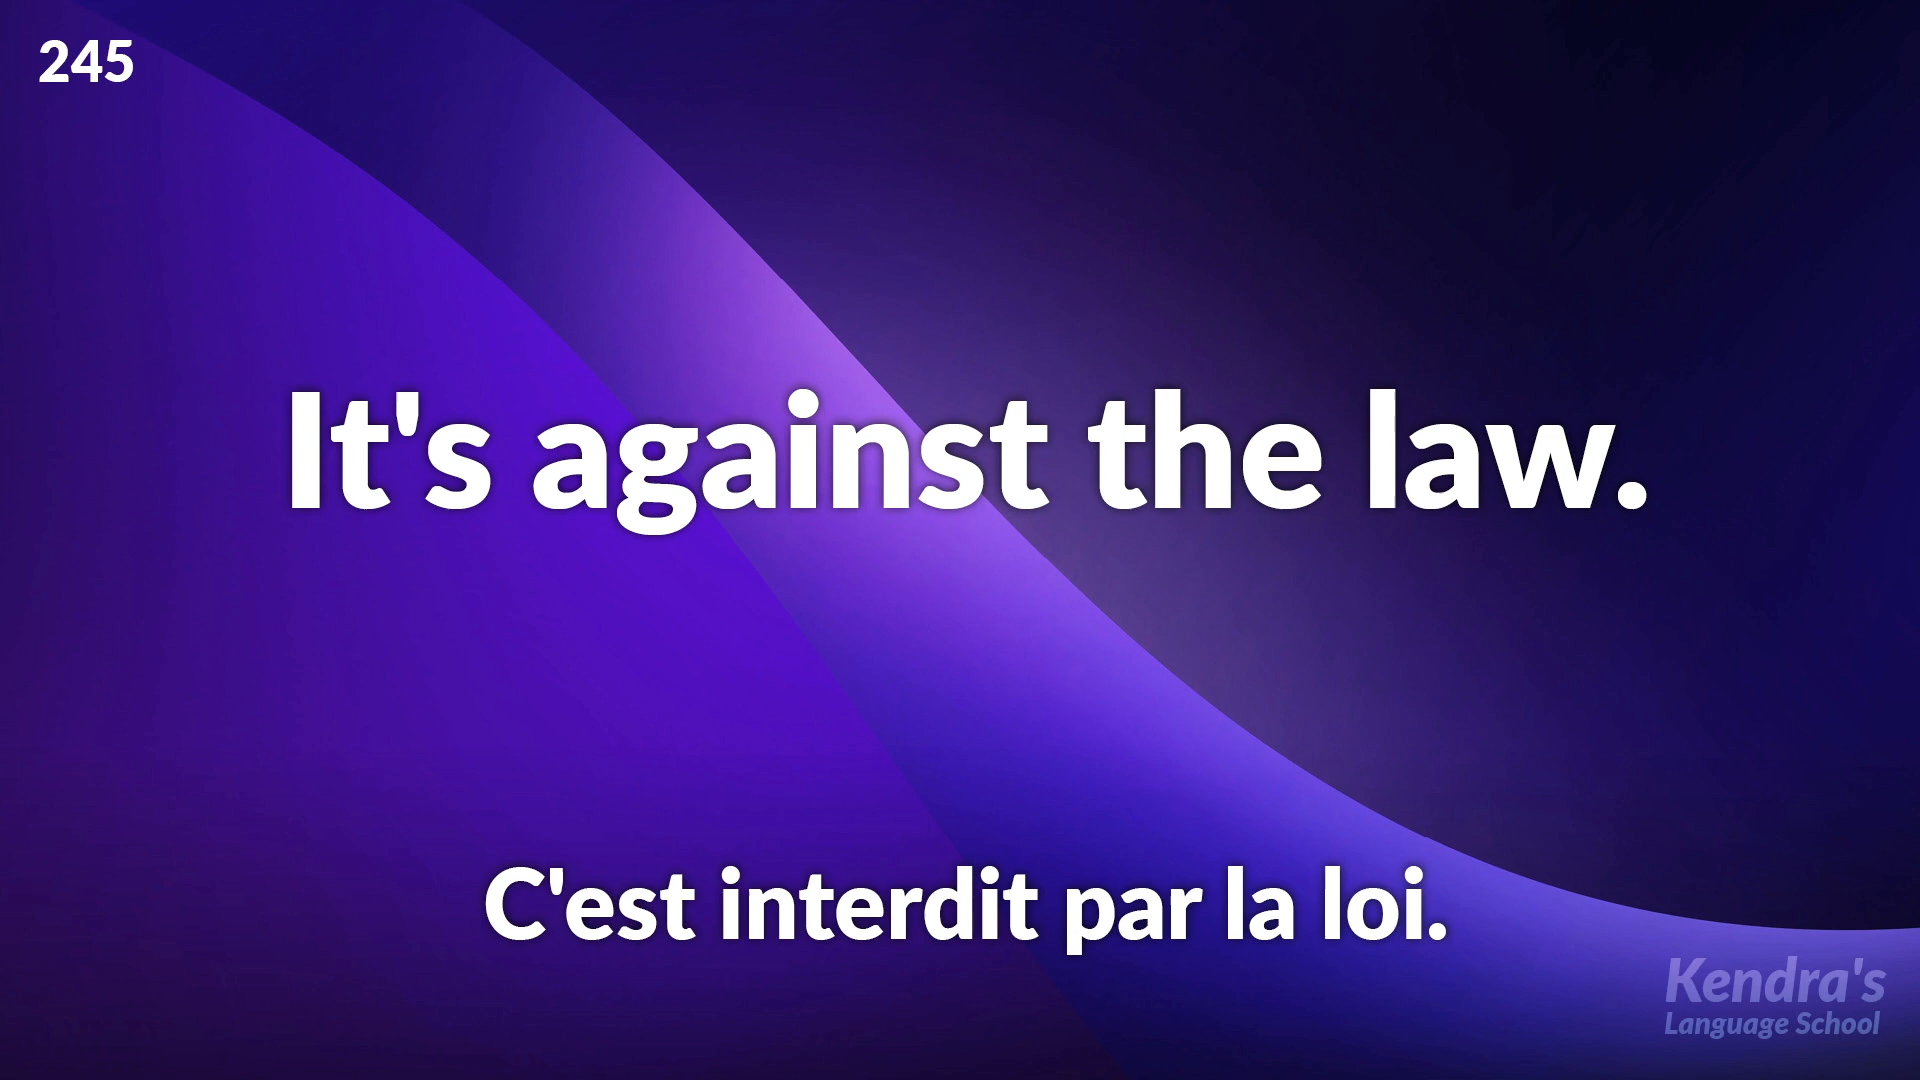 245
It's against the law.
C'est interdit par la loi.
Kendra's
Language School